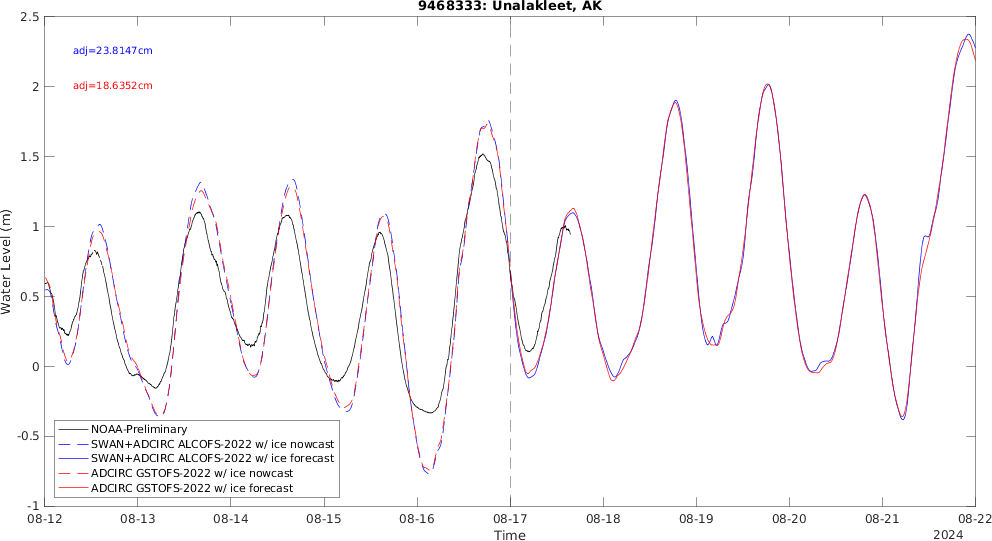 9468333: Unalakleet, AK
adj=23.8147cm
adj=18.6352cm
Water Level (m)
2.5
2
1.5
1
0.5
0
-0.5
-1
NOAA-Preliminary
SWAN+ADCIRC ALCOFS-2022 w/ ice nowcast
SWAN+ADCIRC ALCOFS-2022 w/ ice forecast
ADCIRC GSTOFS-2022 w/ ice nowcast
ADCIRC GSTOFS-2022 w/ ice forecast
08-12 08-13 08-14 08-15 08-16 08-17 08-18 08-19 08-20 08-21 08-22
Time
2024